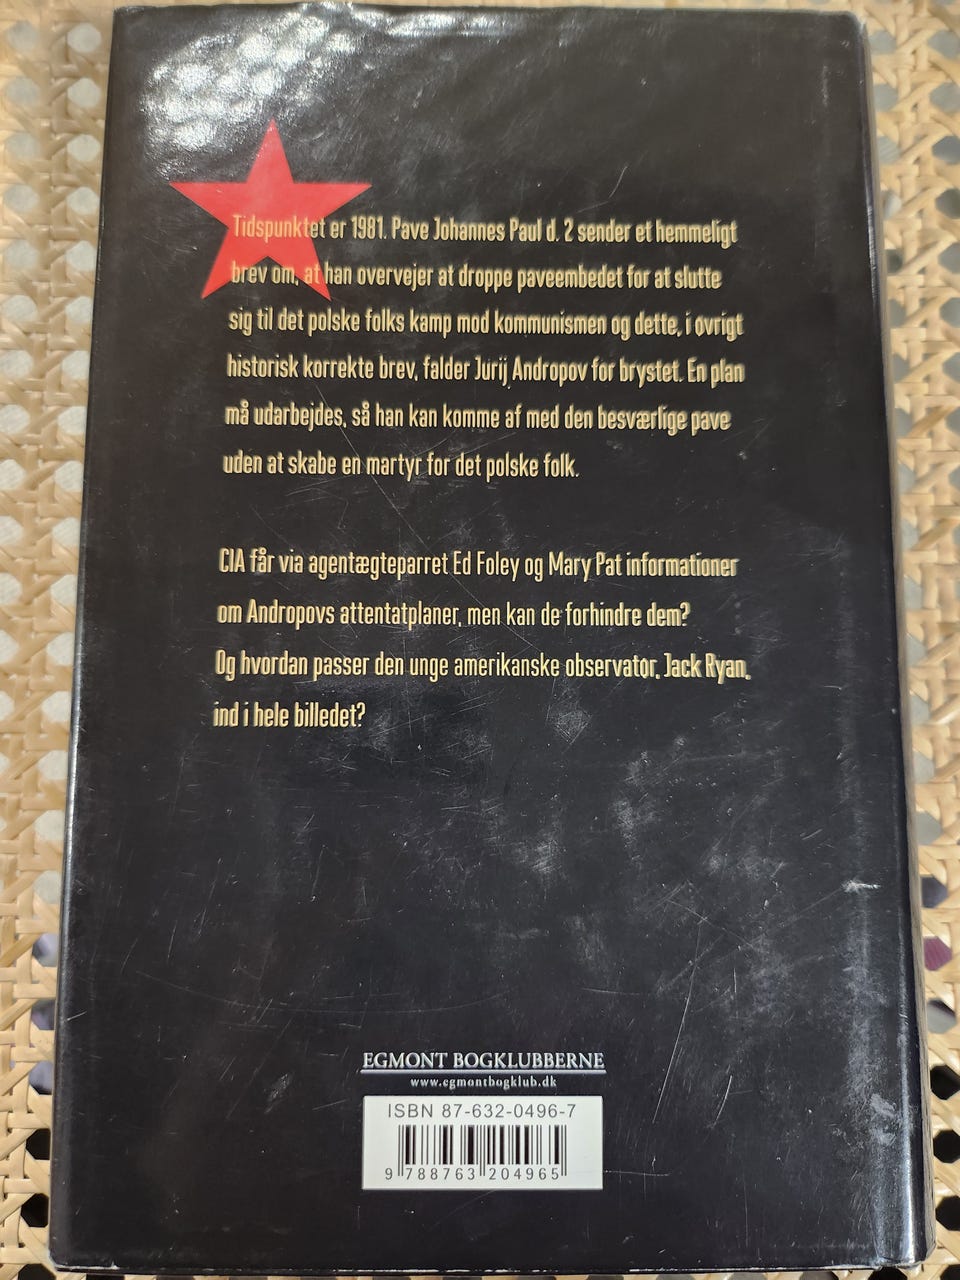 Tidspunktet er 1981. Pave Johannes Paul d. 2 sender et hemmeligt
brev om, at han overvejer at droppe paveembedet for at slutte
sig til det polske folks kamp mod kommunismen og dette, i øvrigt
historisk korrekte brev, falder Jurij Andropov for brystet. En plan
må udarbejdes, så han kan komme af med den besværlige pave
uden at skabe en martyr for det polske folk.
CIA får via agentægteparret Ed Foley og Mary Pat informationer
om Andropovs attentatplaner, men kan de forhindre dem?
Og hvordan passer den unge amerikanske observatør, Jack Ryan,
ind i hele billedet?
EGMONT BOGKLUBBERNE
www.egmontbogklub.dk
ISBN 87-632-0496-7
9 788763 204965